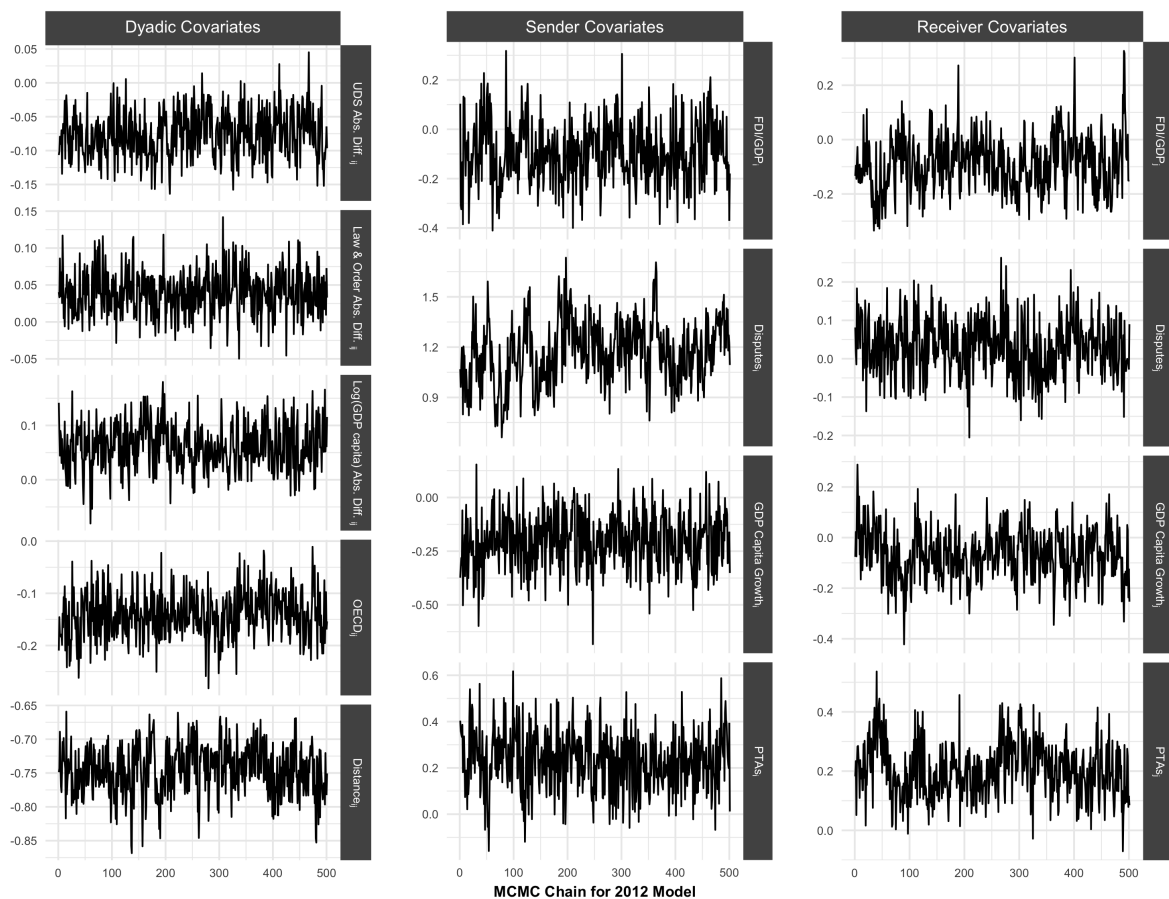 Dyadic Covariates
0.05
0.00
-0.05
-0.10
-0.15
UDS Abs. Diff. ij
0.15
0.10
0.05
0.00
-0.05
Law & Order Abs. Diff. ij
0.1
0.0
Log(GDP capita) Abs. Diff. ij
0.0
-0.1
-0.2
OECDij
-0.65
-0.70
-0.75
-0.80
-0.85
Distanceij
0 100 200 300 400 500
Sender Covariates
0.2
0.0
-0.2
-0.4
FDI/GDPi
1.5
1.2
0.9
Disputesi
0.00
-0.25
-0.50
GDP Capita Growthi
0.6
0.4
0.2
0.0
PTAsi
0 100 200 300 400 500
Receiver Covariates
0.2
0.0
-0.2
FDI/GDPj
0.2
0.1
0.0
-0.1
-0.2
Disputesj
0.2
-0.0
-0.2
-0.4
GDP Capita Growthj
0.4
0.2
0.0
PTAsj
0 100 200 300 400 500
MCMC Chain for 2012 Model